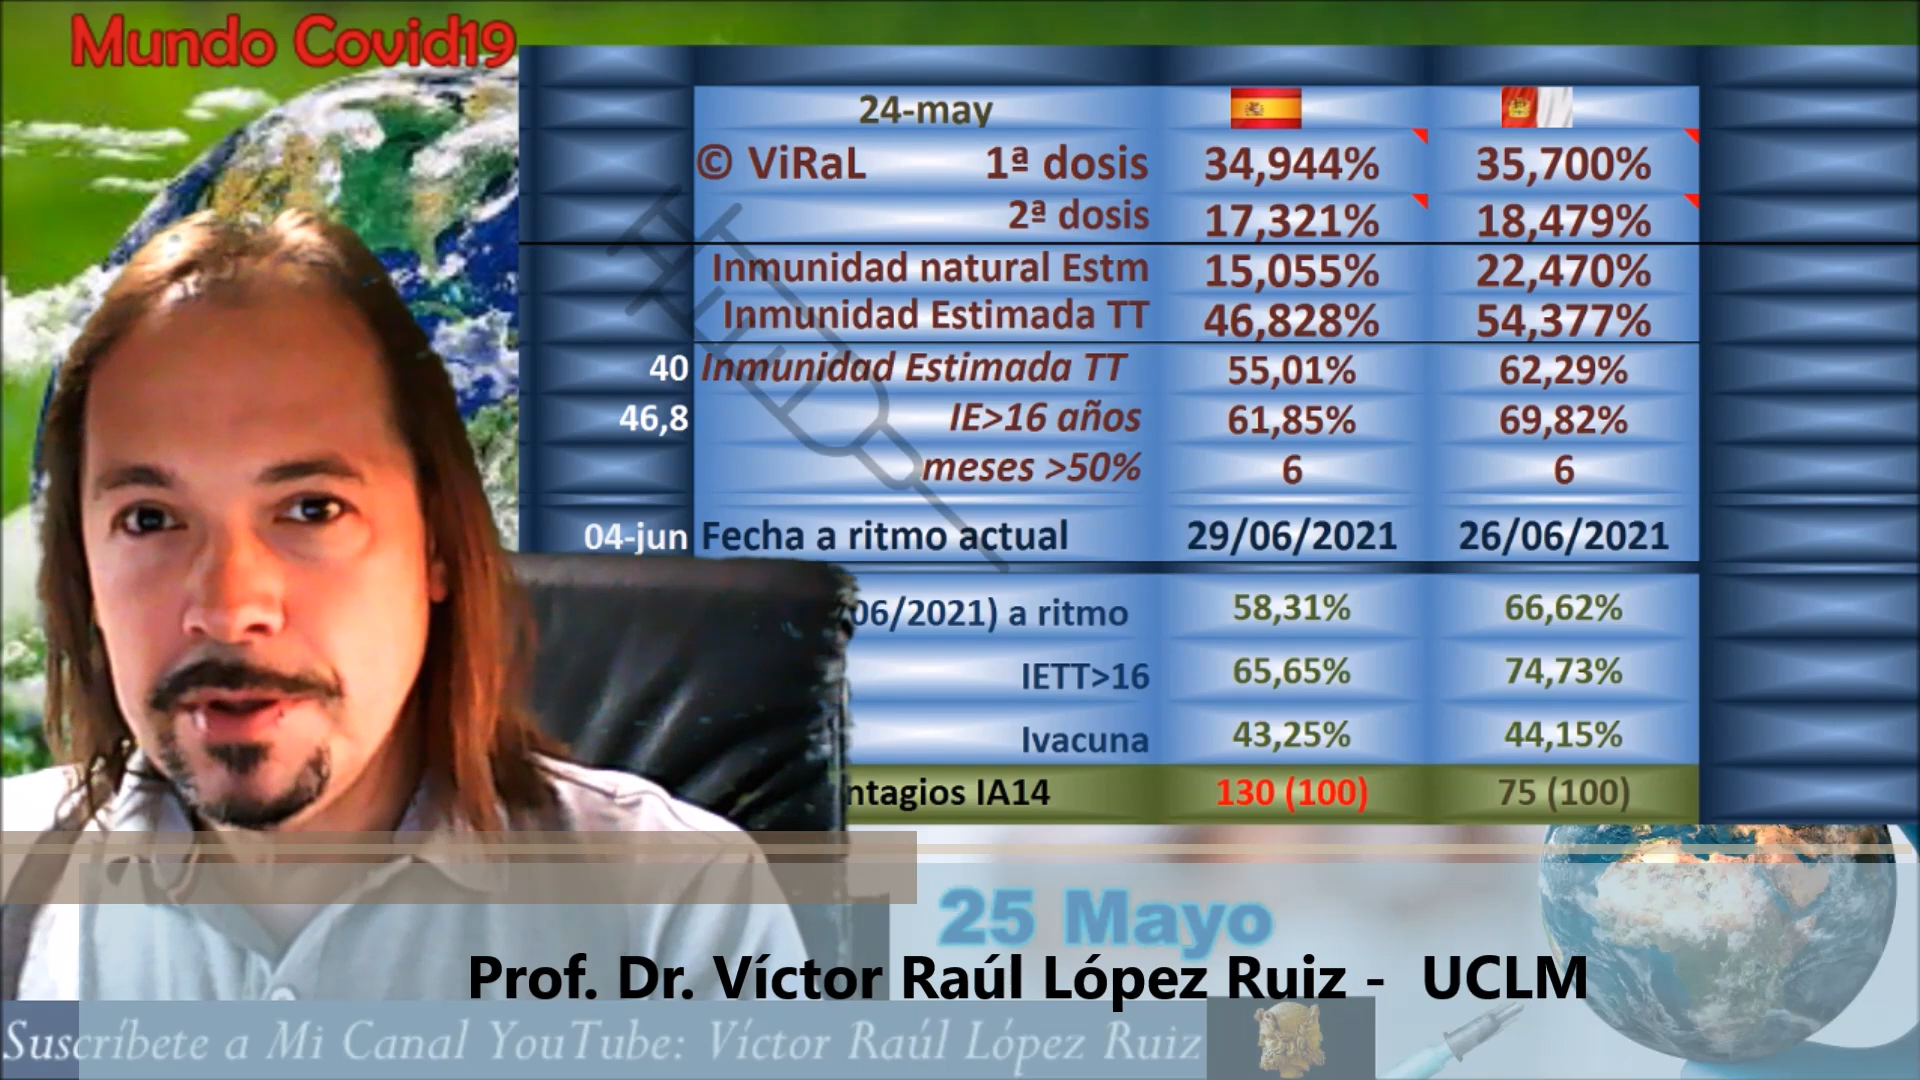 Mundo Covid19
24-may
© ViRaL 1ª dosis 34,944% 35,700%
2ª dosis 17,321% 18,479%
Inmunidad natural Estm 15,055% 22,470%
Inmunidad Estimada TT 46,828% 54,377%
40 Inmunidad Estimada TT 55,01% 62,29%
46,8 IE>16 años 61,85% 69,82%
meses >50% 6 6
04-jun Fecha a ritmo actual 29/06/2021 26/06/2021
06/2021) a ritmo 58,31% 66,62%
IETT>16 65,65% 74,73%
Ivacuna 43,25% 44,15%
ntagios IA14 130 (100) 75 (100)
25 Mayo
Prof. Dr. Víctor Raúl López Ruiz - UCLM
Suscríbete a Mi Canal YouTube: Víctor Raúl López Ruiz